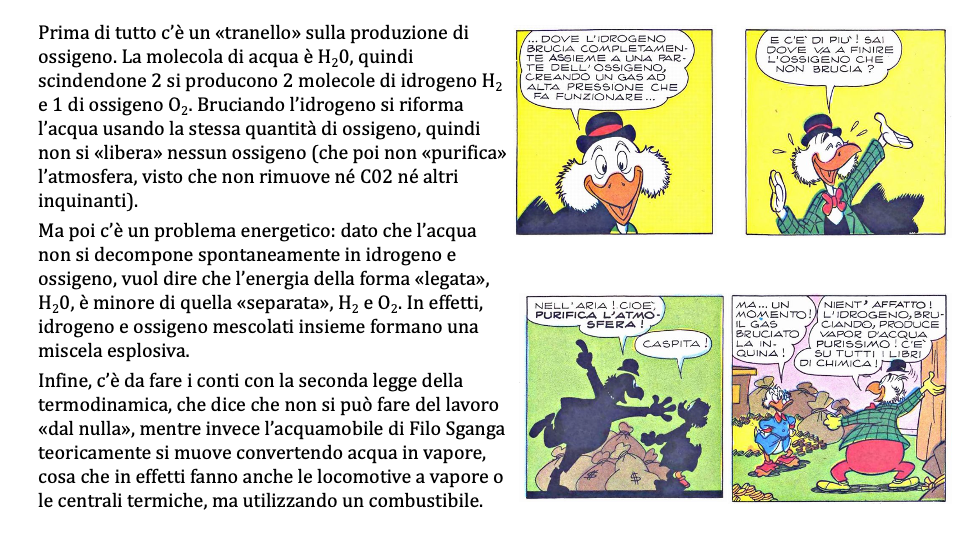 Prima di tutto c'è un «tranello» sulla produzione di
ossigeno. La molecola di acqua è H₂0, quindi
scindendone 2 si producono 2 molecole di idrogeno H₂
e 1 di ossigeno O₂. Bruciando l'idrogeno si riforma
l'acqua usando la stessa quantità di ossigeno, quindi
non si «libera» nessun ossigeno (che poi non «purifica»
l'atmosfera, visto che non rimuove né C02 né altri
inquinanti).
Ma poi c'è un problema energetico: dato che l'acqua
non si decompone spontaneamente in idrogeno e
ossigeno, vuol dire che l'energia della forma «legata»,
H₂0, è minore di quella «separata», H₂ e O₂. In effetti,
idrogeno e ossigeno mescolati insieme formano una
miscela esplosiva.
Infine, c'è da fare i conti con la seconda legge della
termodinamica, che dice che non si può fare del lavoro
«dal nulla», mentre invece l'acquamobile di Filo Sganga
teoricamente si muove convertendo acqua in vapore,
cosa che in effetti fanno anche le locomotive a vapore o
le centrali termiche, ma utilizzando un combustibile.
...DOVE L'IDROGENO
BRUCIA COMPLETAMEN-
TE ASSIEME A UNA PAR-
TE DELL'OSSIGENO,
CREANDO UN GAS AD
ALTA PRESSIONE CHE
FA FUNZIONARE...
E C'E' DI PIU'! SAI
DOVE VA A FINIRE
L'OSSIGENO CHE
NON BRUCIA?
NELL'ARIA! CIOE',
PURIFICA L'ATMO-
SFERA!
CASPITA!
MA... UN
MOMENTO!
IL GAS
BRUCIATO
LA IN-
QUINA!
NIENT' AFFATTO!
L'IDROGENO, BRU-
CIANDO, PRODUCE
VAPOR D'ACQUA
PURISSIMO! C'E'
SU TUTTI I LIBRI
DI CHIMICA!
$
$